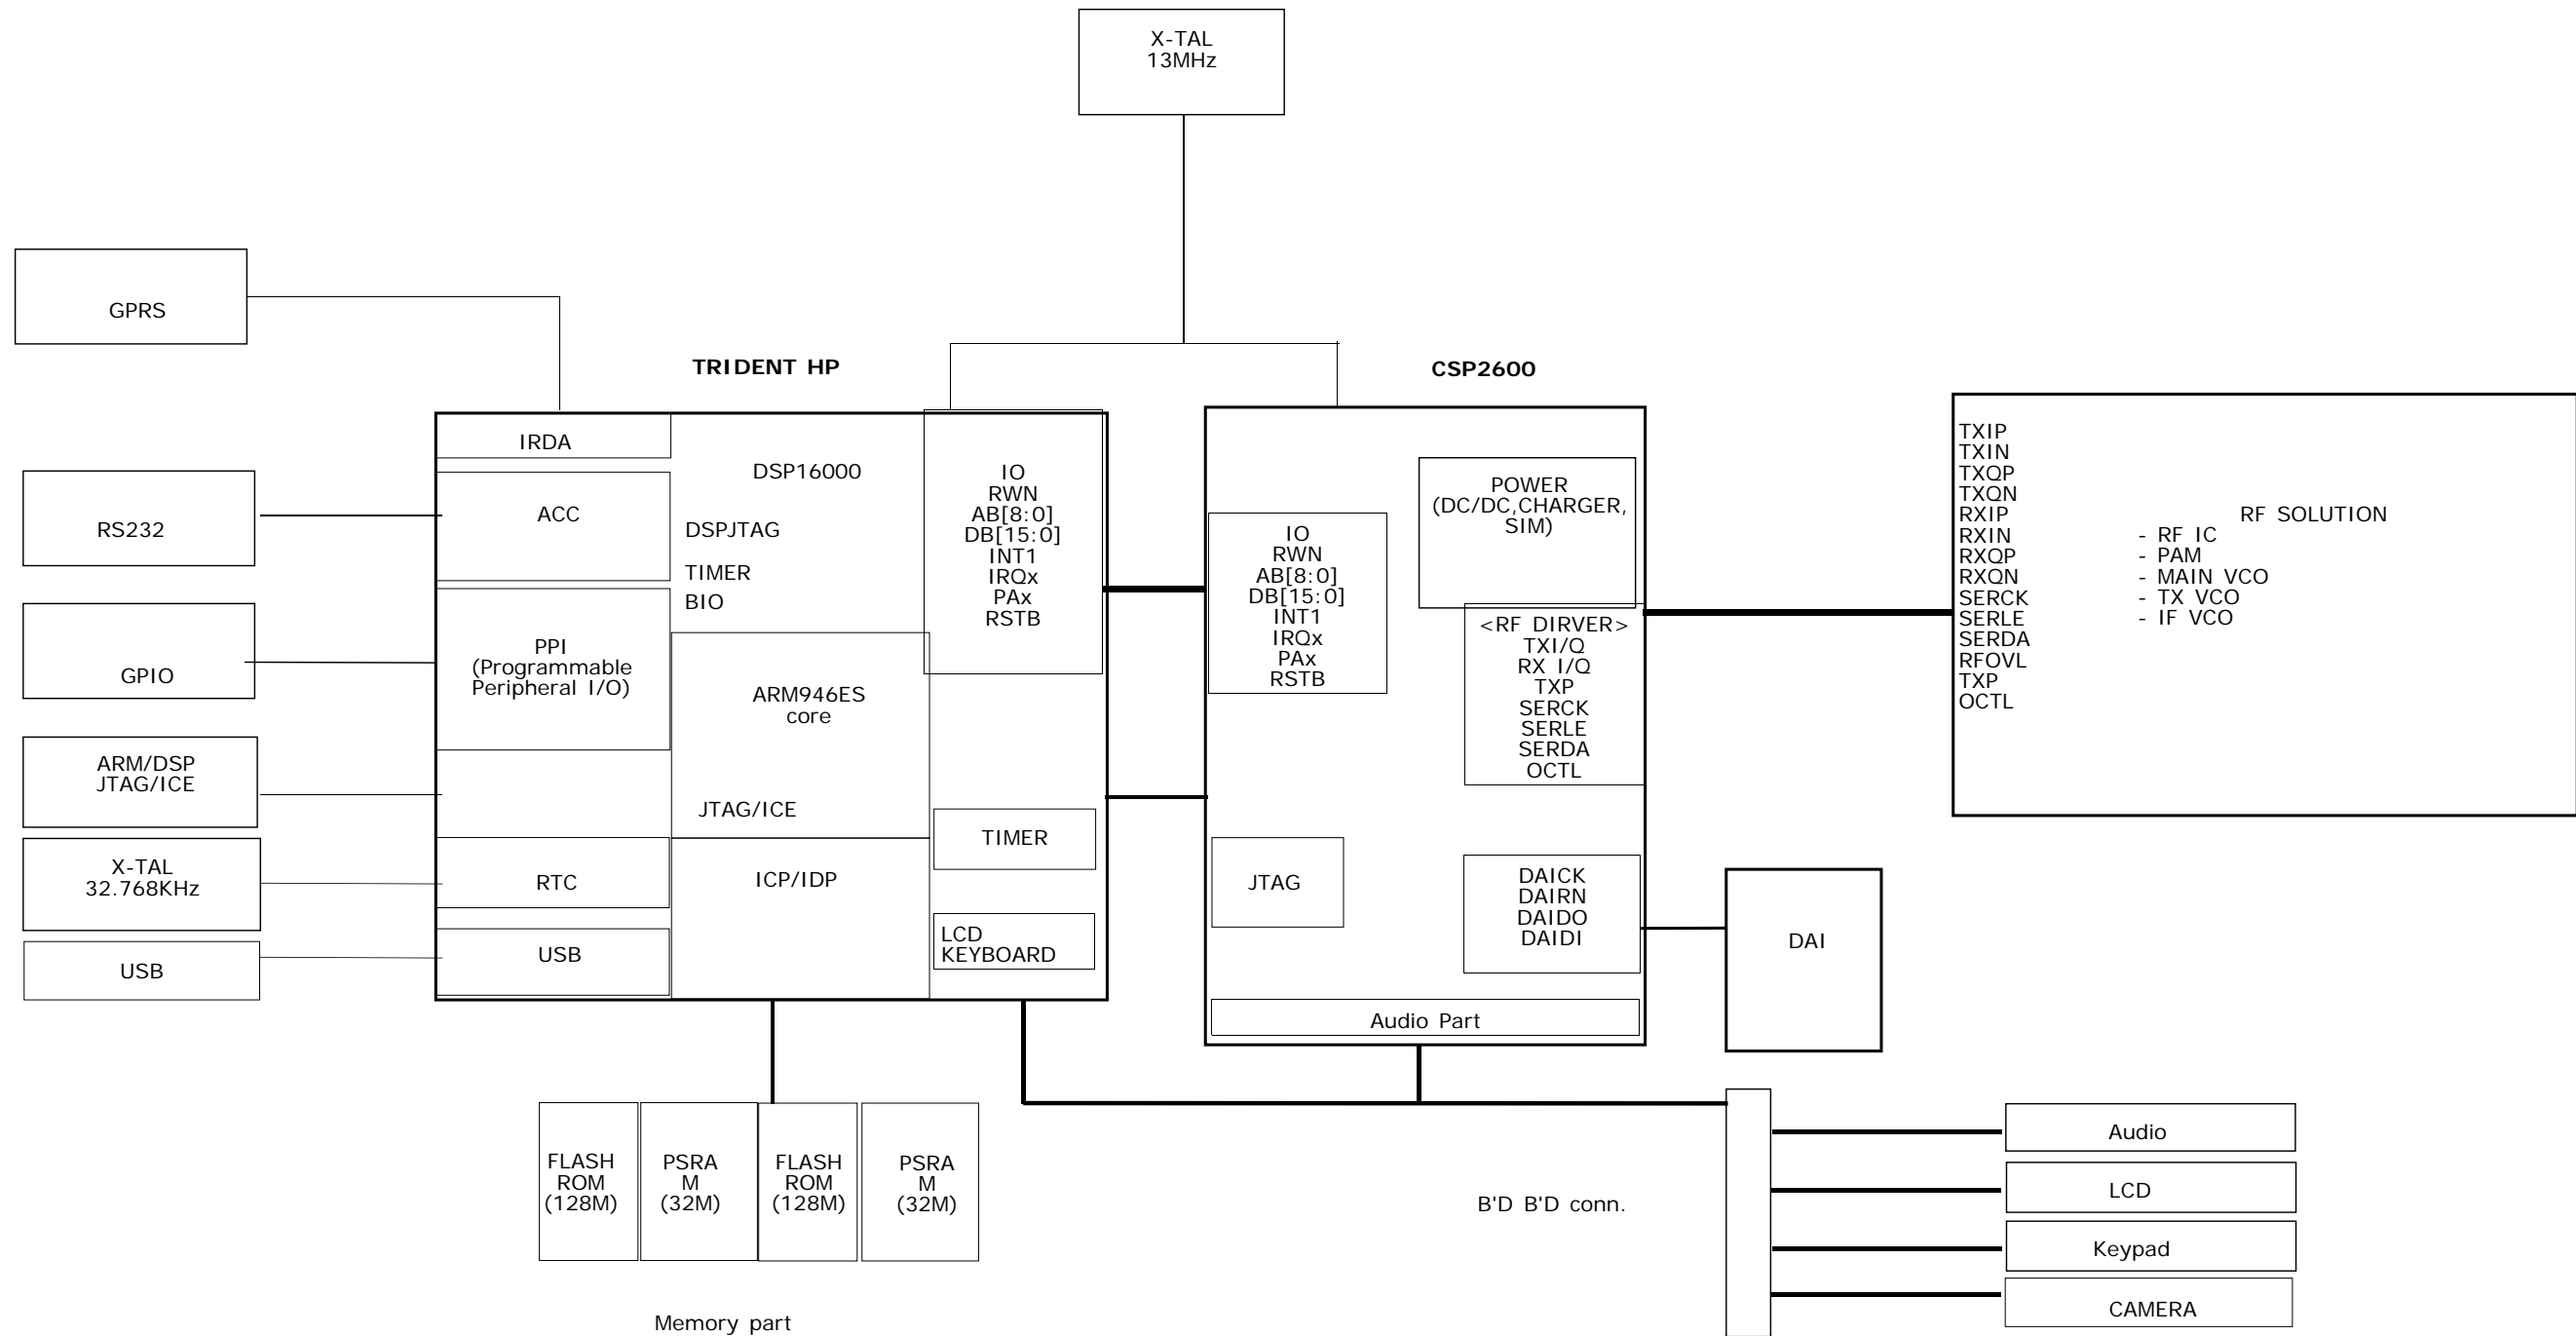 X-TAL
13MHz
GPRS
TRIDENT HP
CSP2600
IRDA
ACC
PPI
(Programmable
Peripheral I/O)
RTC
USB
DSP16000
DSPJTAG
TIMER
BIO
ARM946ES
core
JTAG/ICE
ICP/IDP
IO
RWN
AB[8:0]
DB[15:0]
INT1
IRQx
PAx
RSTB
TIMER
LCD
KEYBOARD
RS232
GPIO
ARM/DSP
JTAG/ICE
X-TAL
32.768KHz
USB
IO
RWN
AB[8:0]
DB[15:0]
INT1
IRQx
PAx
RSTB
POWER
(DC/DC,CHARGER,
SIM)
<RF DIRVER>
TXI/Q
RX I/Q
TXP
SERCK
SERLE
SERDA
OCTL
JTAG
DAICK
DAIRN
DAIDO
DAIDI
Audio Part
TXIP
TXIN
TXQP
TXQN
RXIP
RXIN
RXQP
RXQN
SERCK
SERLE
SERDA
RFOVL
TXP
OCTL
RF SOLUTION
- RF IC
- PAM
- MAIN VCO
- TX VCO
- IF VCO
DAI
FLASH
ROM
(128M)
PSRA
M
(32M)
FLASH
ROM
(128M)
PSRA
M
(32M)
Memory part
B'D B'D conn.
Audio
LCD
Keypad
CAMERA